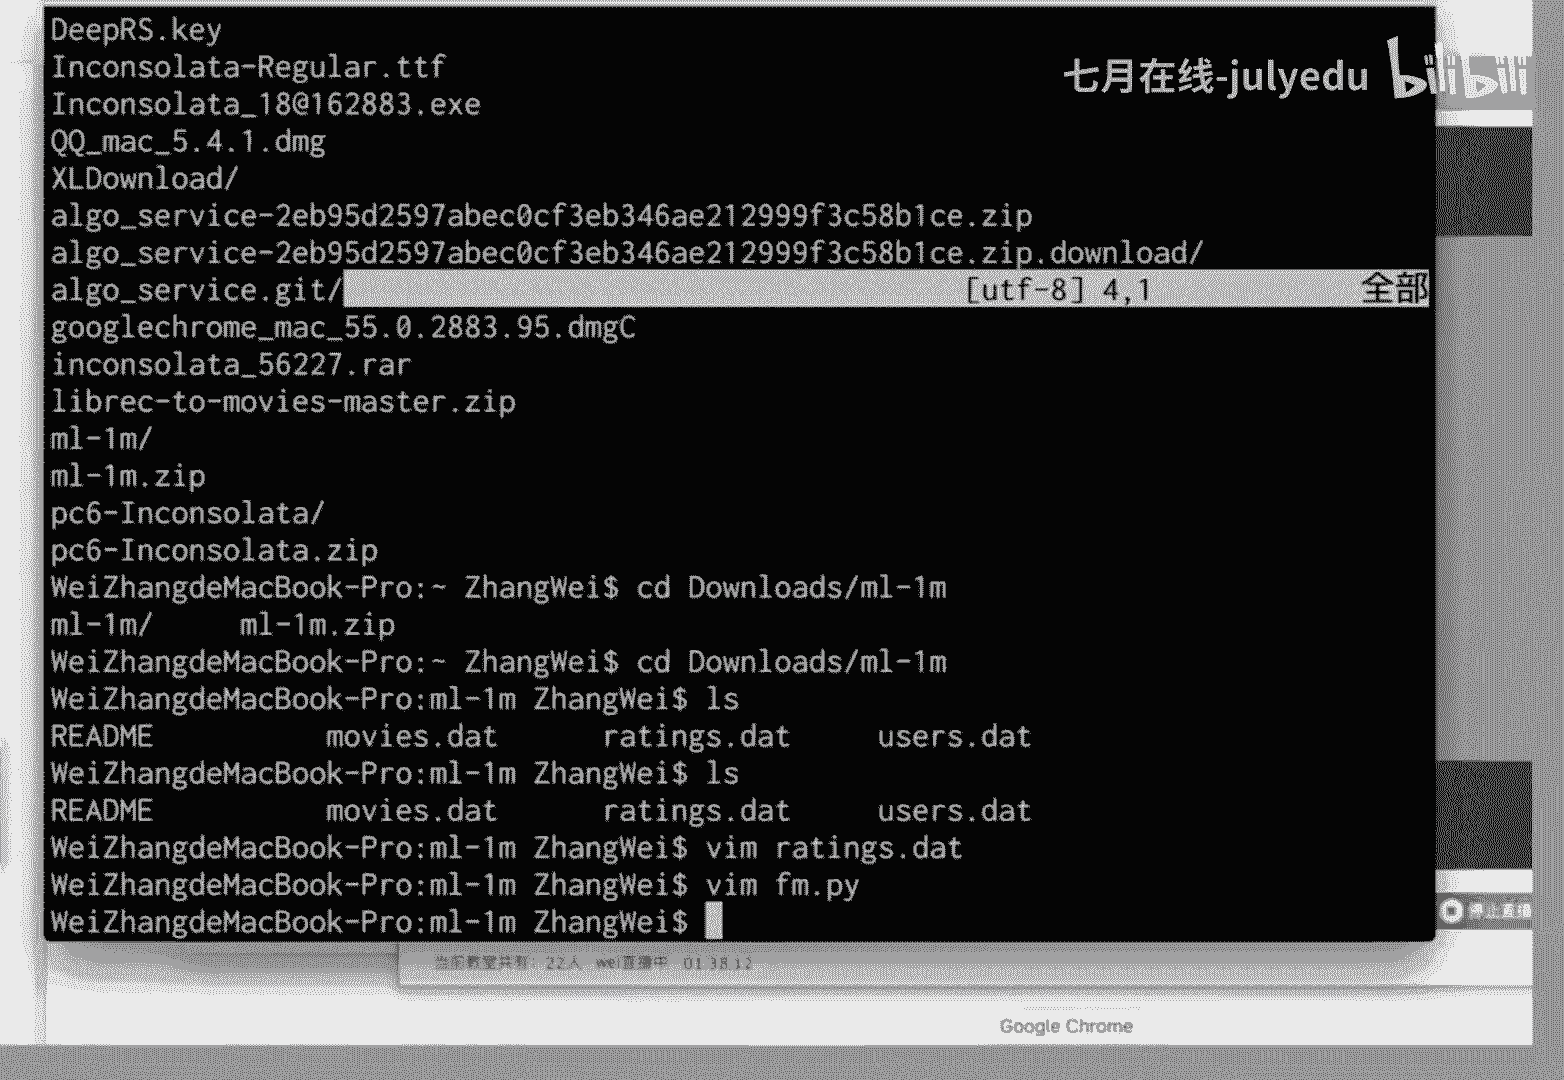 DeepRS.key
Inconsolata-Regular.ttf
七月在线-julyedu bilibili
Inconsolata_18@162883.exe
QQ_mac_5.4.1.dmg
XLDownload/
algo_service-2eb95d2597abec0cf3eb346ae212999f3c58b1ce.zip
algo_service-2eb95d2597abec0cf3eb346ae212999f3c58b1ce.zip.download/
algo_service.git/ [utf-8] 4,1 全部
googlechrome_mac_55.0.2883.95.dmgC
inconsolata_56227.rar
librec-to-movies-master.zip
ml-1m/
ml-1m.zip
pc6-Inconsolata/
pc6-Inconsolata.zip
WeiZhangdeMacBook-Pro:~ ZhangWei$ cd Downloads/ml-1m
ml-1m/ ml-1m.zip
WeiZhangdeMacBook-Pro:~ ZhangWei$ cd Downloads/ml-1m
WeiZhangdeMacBook-Pro:ml-1m ZhangWei$ ls
README movies.dat ratings.dat users.dat
WeiZhangdeMacBook-Pro:ml-1m ZhangWei$ ls
README movies.dat ratings.dat users.dat
WeiZhangdeMacBook-Pro:ml-1m ZhangWei$ vim ratings.dat
WeiZhangdeMacBook-Pro:ml-1m ZhangWei$ vim fm.py
WeiZhangdeMacBook-Pro:ml-1m ZhangWei$
停止直播
当前教室共有: 22人 wei直播中 01:38:12
Google Chrome